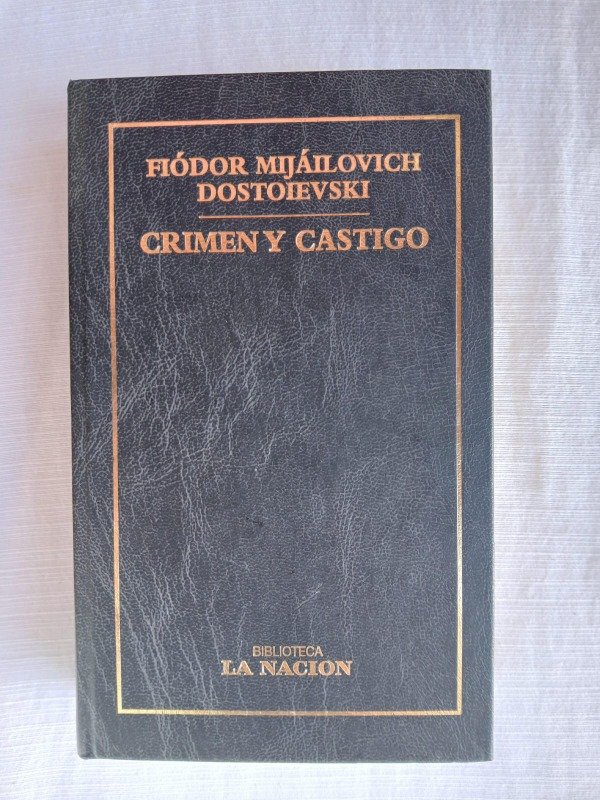 FIÓDOR MIJÁILOVICH
DOSTOIEVSKI
CRIMEN Y CASTIGO
BIBLIOTECA
LA NACION